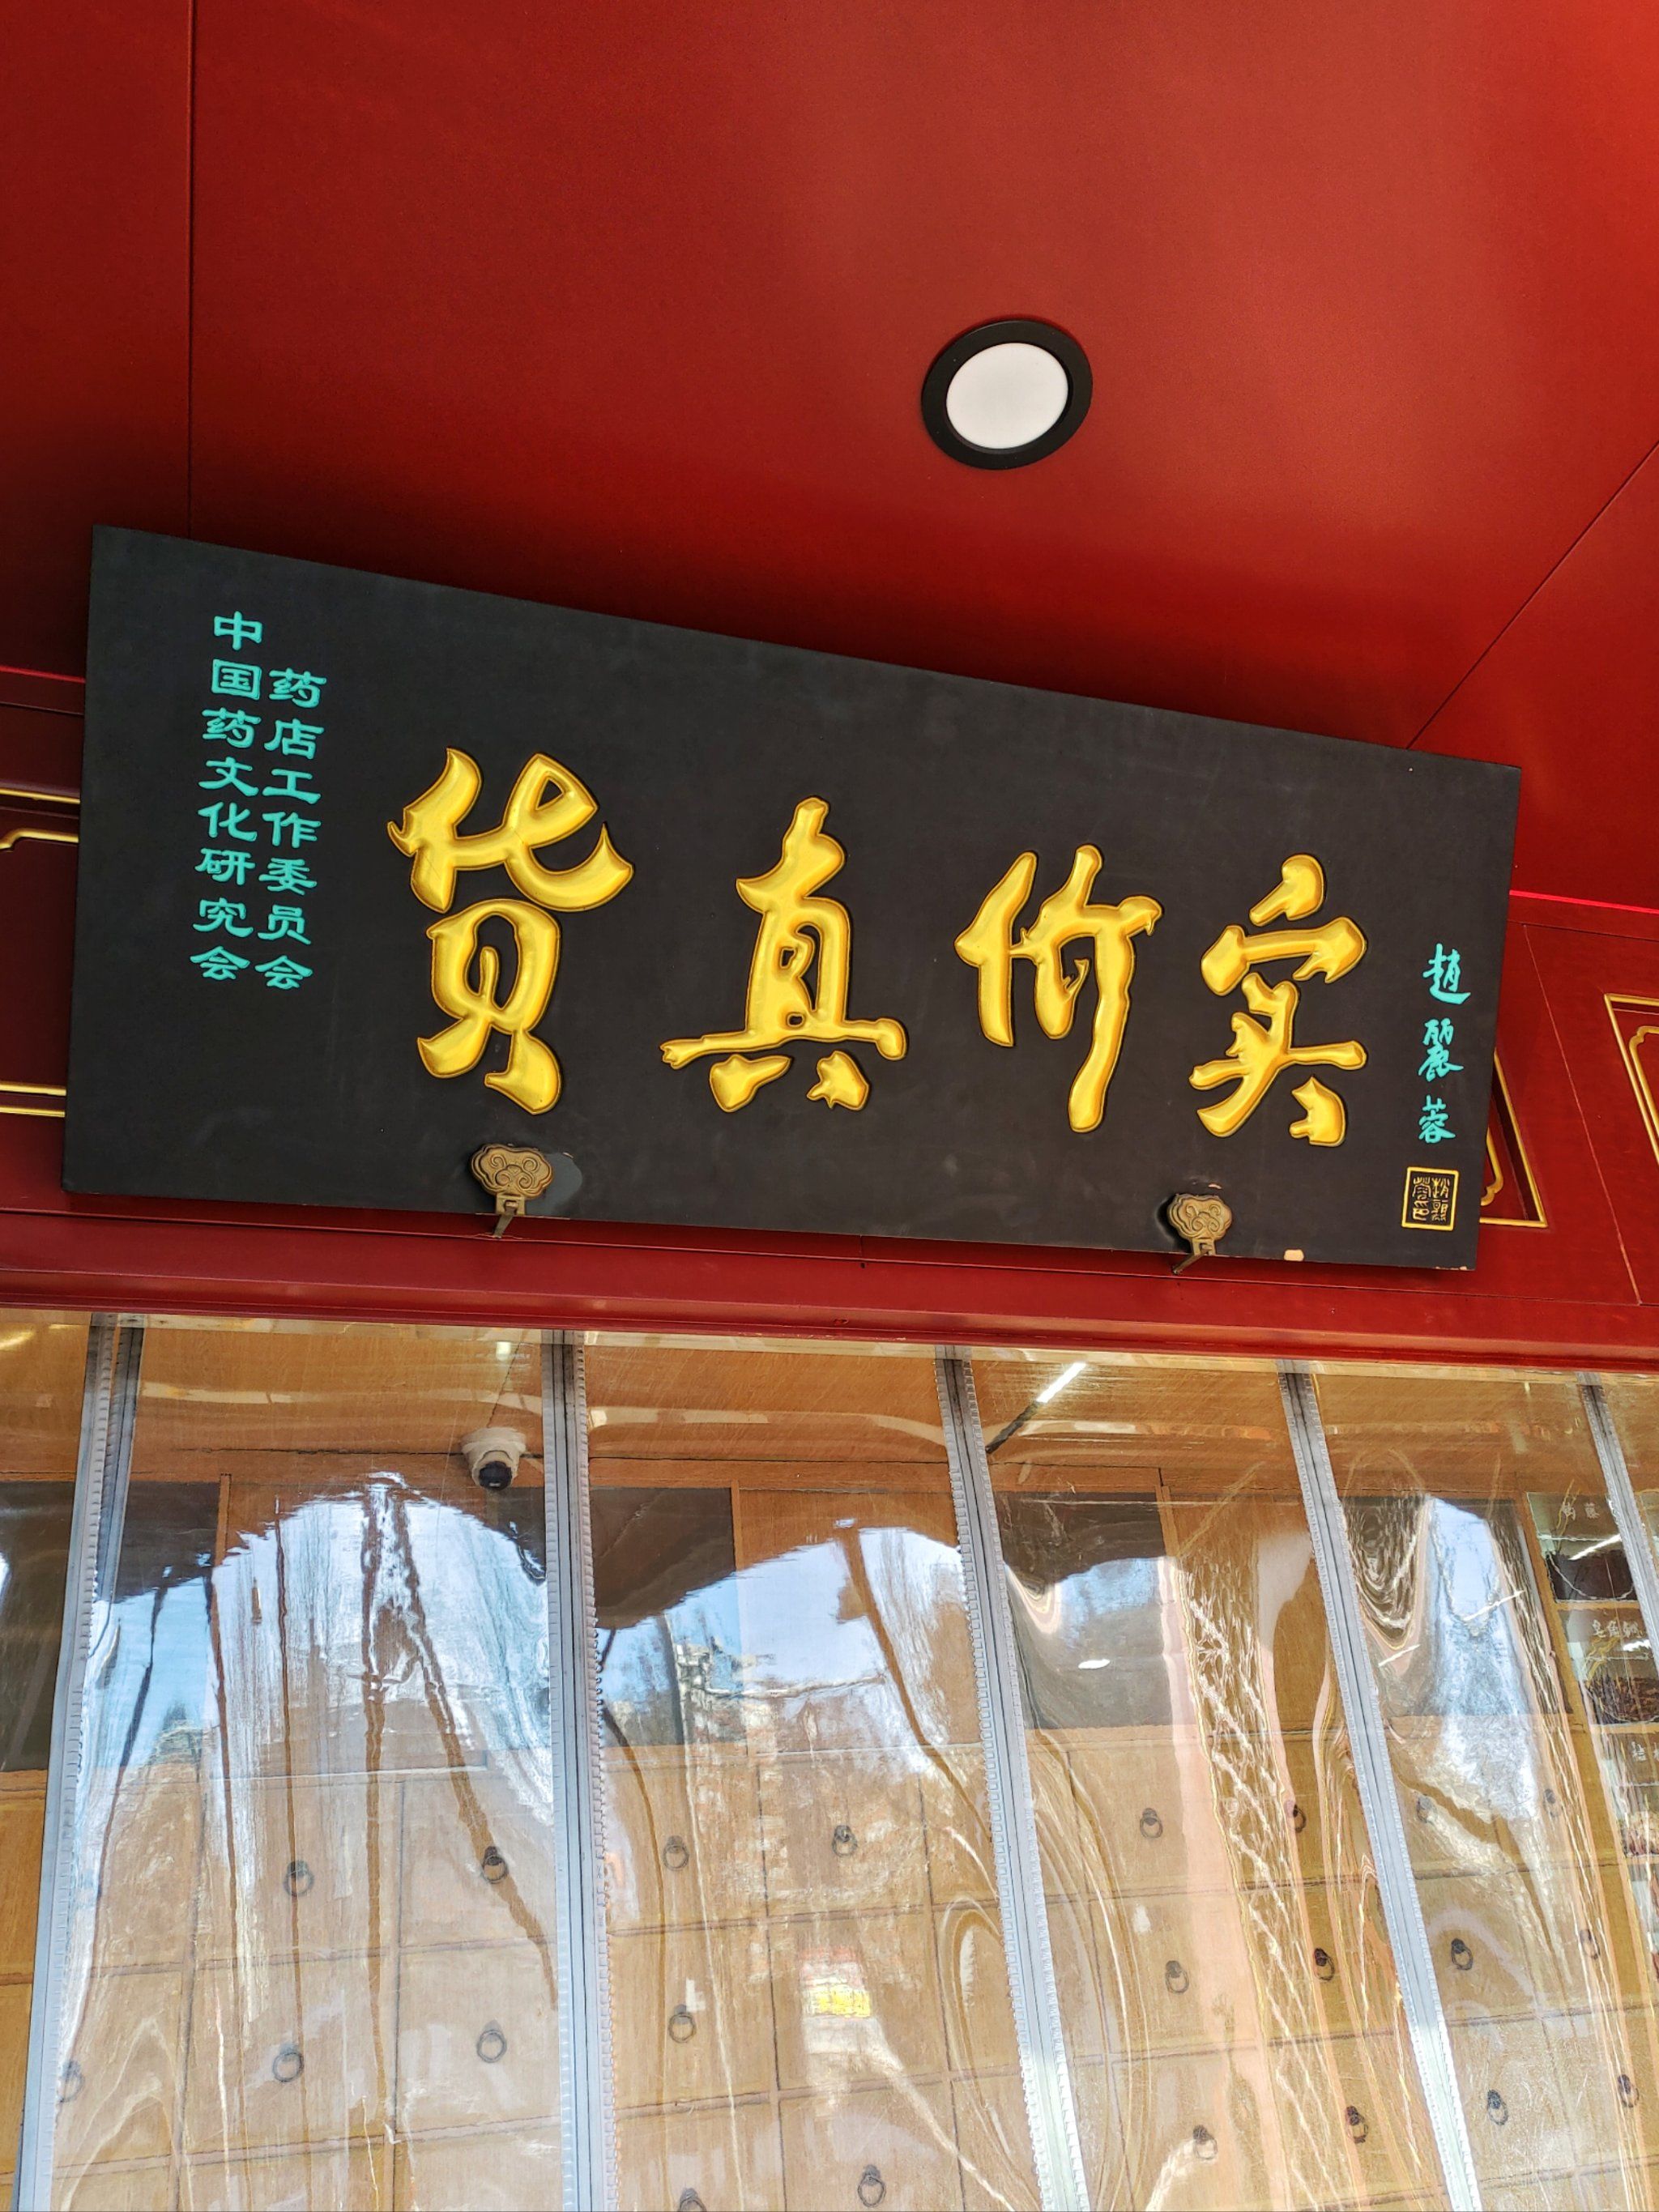 中国药文化研究会
药店工作委员会
货真价实
趙麗蓉